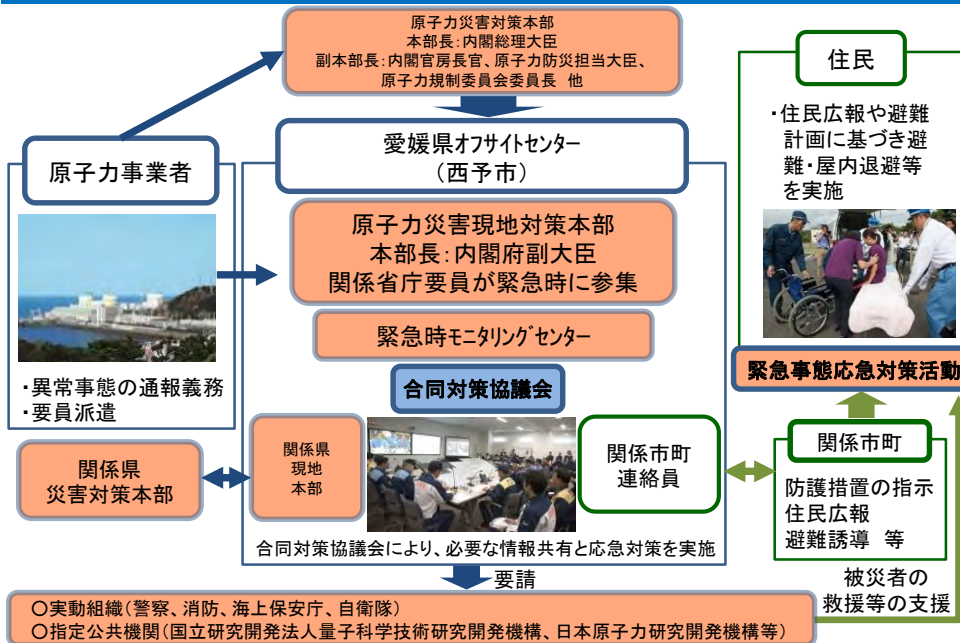 原子力災害対策本部
本部長:内閣総理大臣
副本部長:内閣官房長官、原子力防災担当大臣、
原子力規制委員会委員長 他
住民
・住民広報や避難
計画に基づき避
難・屋内退避等
を実施
愛媛県オフサイトセンター
(西予市)
原子力事業者
原子力災害現地対策本部
本部長:内閣府副大臣
関係省庁要員が緊急時に参集
緊急時モニタリングセンター
・異常事態の通報義務
・要員派遣
合同対策協議会
緊急事態応急対策活動
関係県
災害対策本部
関係県
現地
本部
関係市町
連絡員
関係市町
防護措置の指示
住民広報
避難誘導 等
合同対策協議会により、必要な情報共有と応急対策を実施
要請
被災者の
救援等の支援
○実動組織(警察、消防、海上保安庁、自衛隊)
○指定公共機関(国立研究開発法人量子科学技術研究開発機構、日本原子力研究開発機構等)